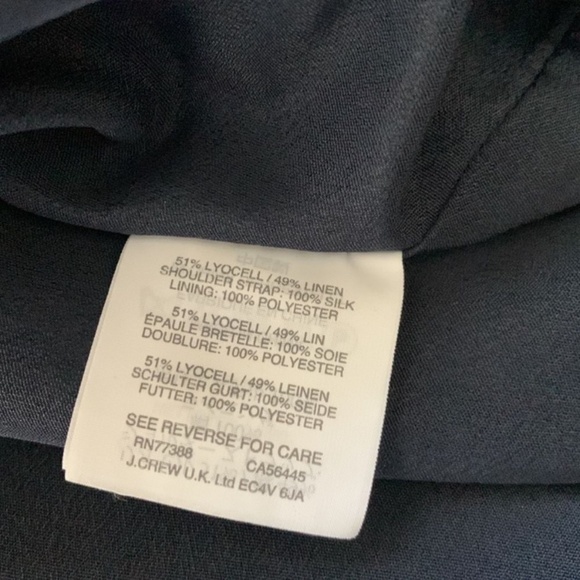 51% LYOCELL / 49% LINEN
SHOULDER STRAP: 100% SILK
LINING: 100% POLYESTER
51% LYOCELL / 49% LIN
ÉPAULE BRETELLE: 100% SOIE
DOUBLURE: 100% POLYESTER
51% LYOCELL / 49% LEINEN
SCHULTER GURT: 100% SEIDE
FUTTER: 100% POLYESTER
SEE REVERSE FOR CARE
RN77388 CA56445
J.CREW U.K. Ltd EC4V 6JA